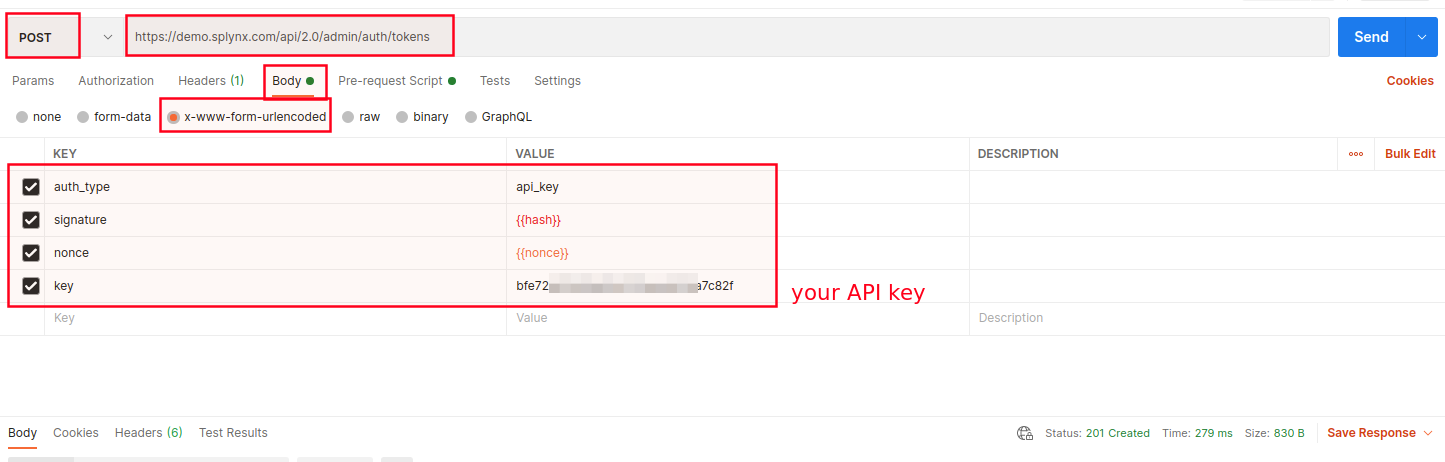 POST https://demo.splynx.com/api/2.0/admin/auth/tokens Send
Params Authorization Headers (1) Body Pre-request Script Tests Settings Cookies
none form-data x-www-form-urlencoded raw binary GraphQL
KEY VALUE DESCRIPTION ooo Bulk Edit
auth_type api_key
signature {{hash}}
nonce {{nonce}}
key bfe72 a7c82f your API key
Key Value Description
Body Cookies Headers (6) Test Results Status: 201 Created Time: 279 ms Size: 830 B Save Response